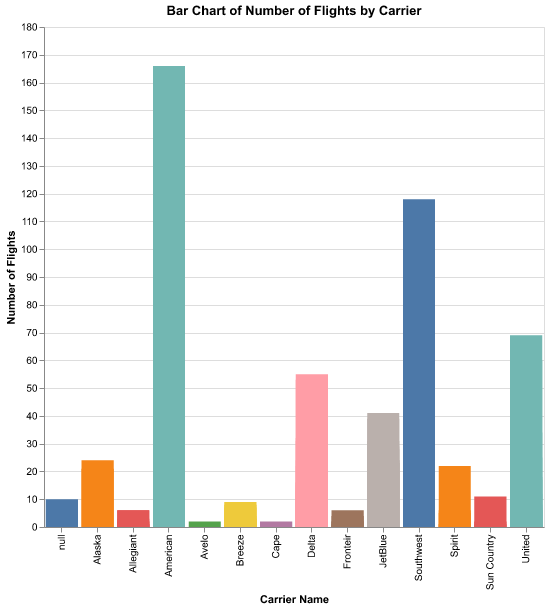 Bar Chart of Number of Flights by Carrier
Number of Flights
180
170
160
150
140
130
120
110
100
90
80
70
60
50
40
30
20
10
0
null
Alaska
Allegiant
American
Avelo
Breeze
Cape
Delta
Fronteir
JetBlue
Southwest
Spirit
Sun Country
United
Carrier Name